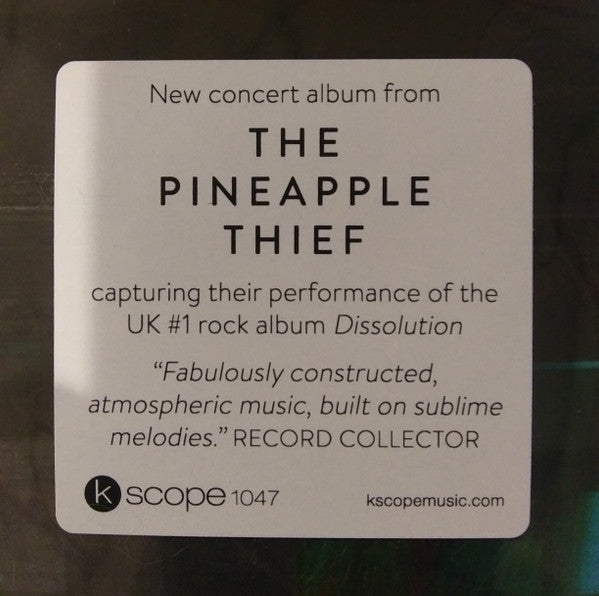 New concert album from
THE
PINEAPPLE
THIEF
capturing their performance of the
UK #1 rock album Dissolution
“Fabulously constructed,
atmospheric music, built on sublime
melodies.” RECORD COLLECTOR
kscope 1047 kscopemusic.com